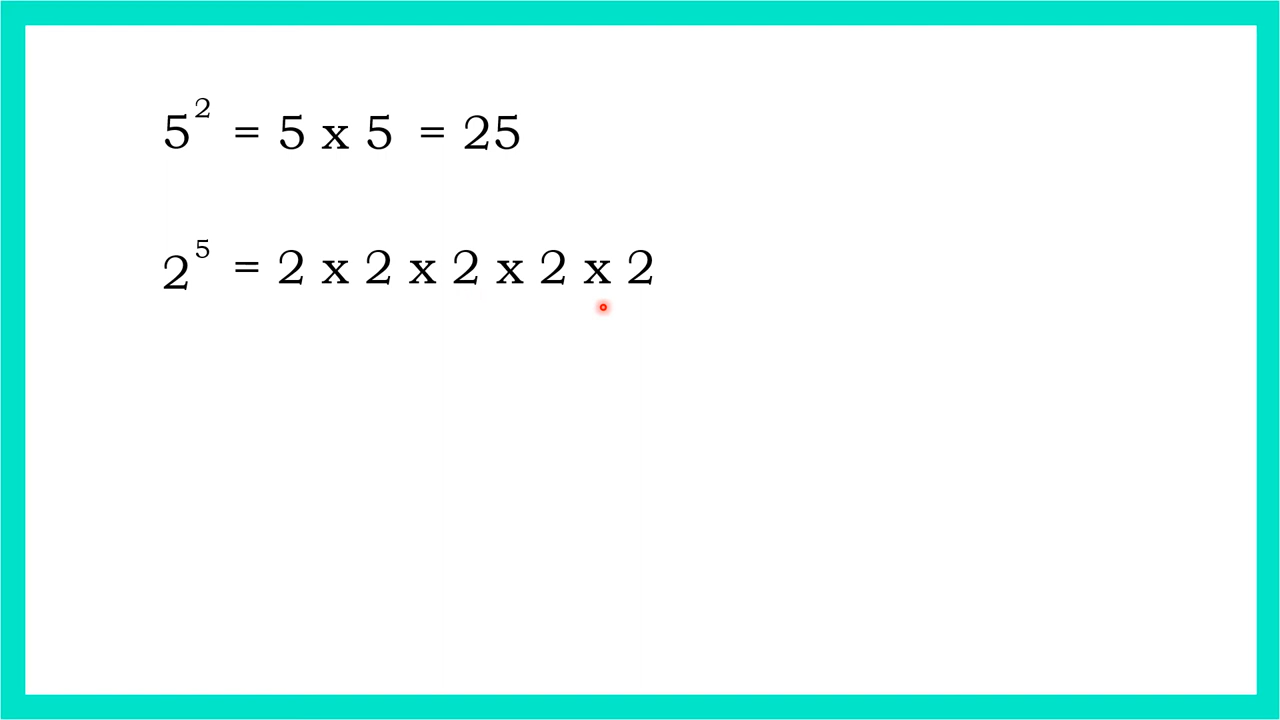 5² = 5 x 5 = 25
2⁵ = 2 x 2 x 2 x 2 x 2